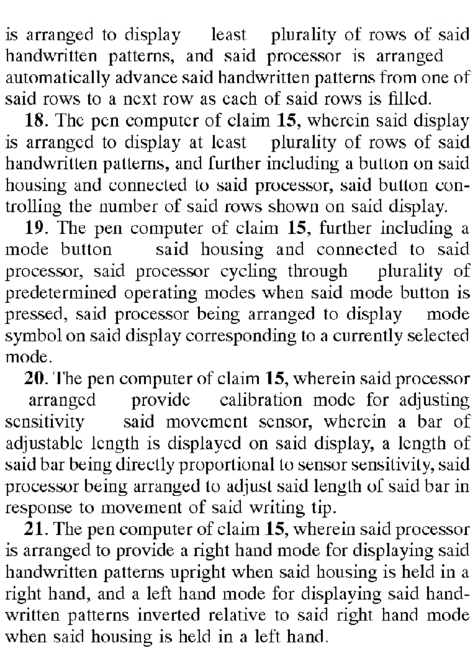 is arranged to display least plurality of rows of said
handwritten patterns, and said processor is arranged
automatically advance said handwritten patterns from one of
said rows to a next row as each of said rows is filled.
18. The pen computer of claim 15, wherein said display
is arranged to display at least plurality of rows of said
handwritten patterns, and further including a button on said
housing and connected to said processor, said button con-
trolling the number of said rows shown on said display.
19. The pen computer of claim 15, further including a
mode button said housing and connected to said
processor, said processor cycling through plurality of
predetermined operating modes when said mode button is
pressed, said processor being arranged to display mode
symbol on said display corresponding to a currently selected
mode.
20. The pen computer of claim 15, wherein said processor
arranged provide calibration mode for adjusting
sensitivity said movement sensor, wherein a bar of
adjustable length is displayed on said display, a length of
said bar being directly proportional to sensor sensitivity, said
processor being arranged to adjust said length of said bar in
response to movement of said writing tip.
21. The pen computer of claim 15, wherein said processor
is arranged to provide a right hand mode for displaying said
handwritten patterns upright when said housing is held in a
right hand, and a left hand mode for displaying said hand-
written patterns inverted relative to said right hand mode
when said housing is held in a left hand.